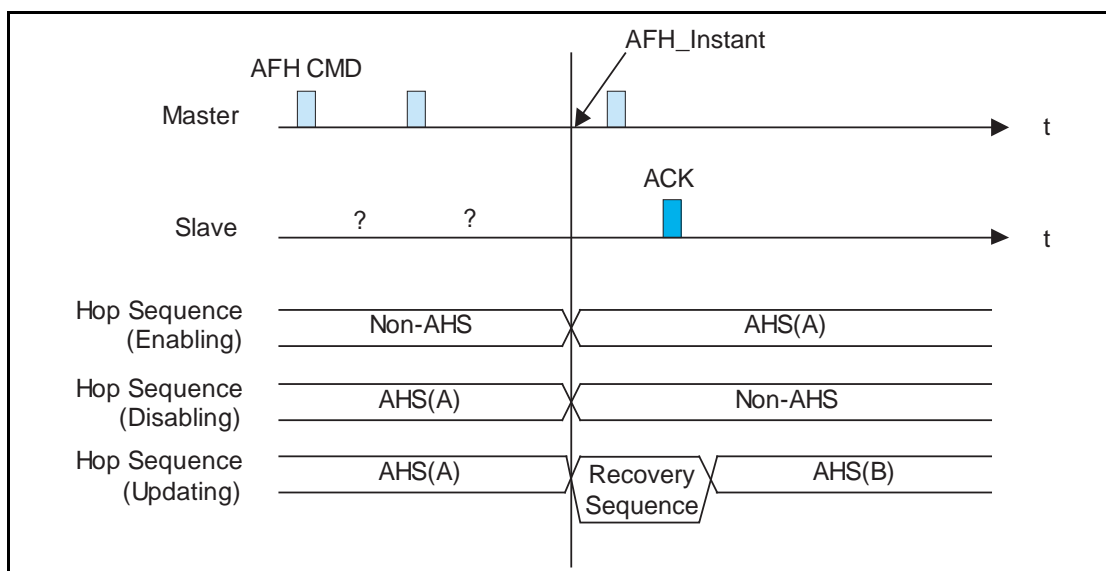 AFH_Instant
AFH CMD
Master
t
ACK
? ?
Slave
t
Hop Sequence
(Enabling)
Non-AHS
AHS(A)
Hop Sequence
(Disabling)
AHS(A)
Non-AHS
Hop Sequence
(Updating)
AHS(A)
Recovery
Sequence
AHS(B)